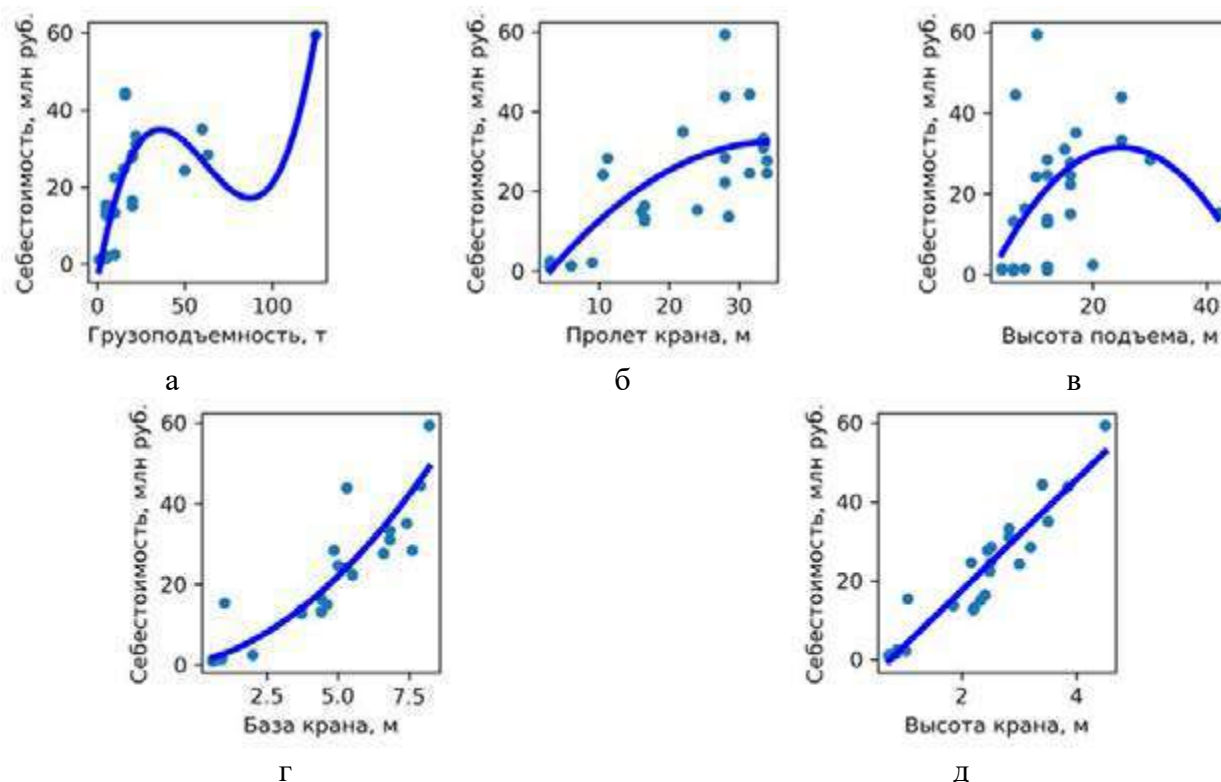 Себестоимость, млн руб.
60
40
20
0
0 50 100
Грузоподъемность, т
а
Себестоимость, млн руб.
60
40
20
0
10 20 30
Пролет крана, м
б
Себестоимость, млн руб.
60
40
20
0
20 40
Высота подъема, м
в
Себестоимость, млн руб.
60
40
20
0
2.5 5.0 7.5
База крана, м
г
Себестоимость, млн руб.
60
40
20
0
2 4
Высота крана, м
д